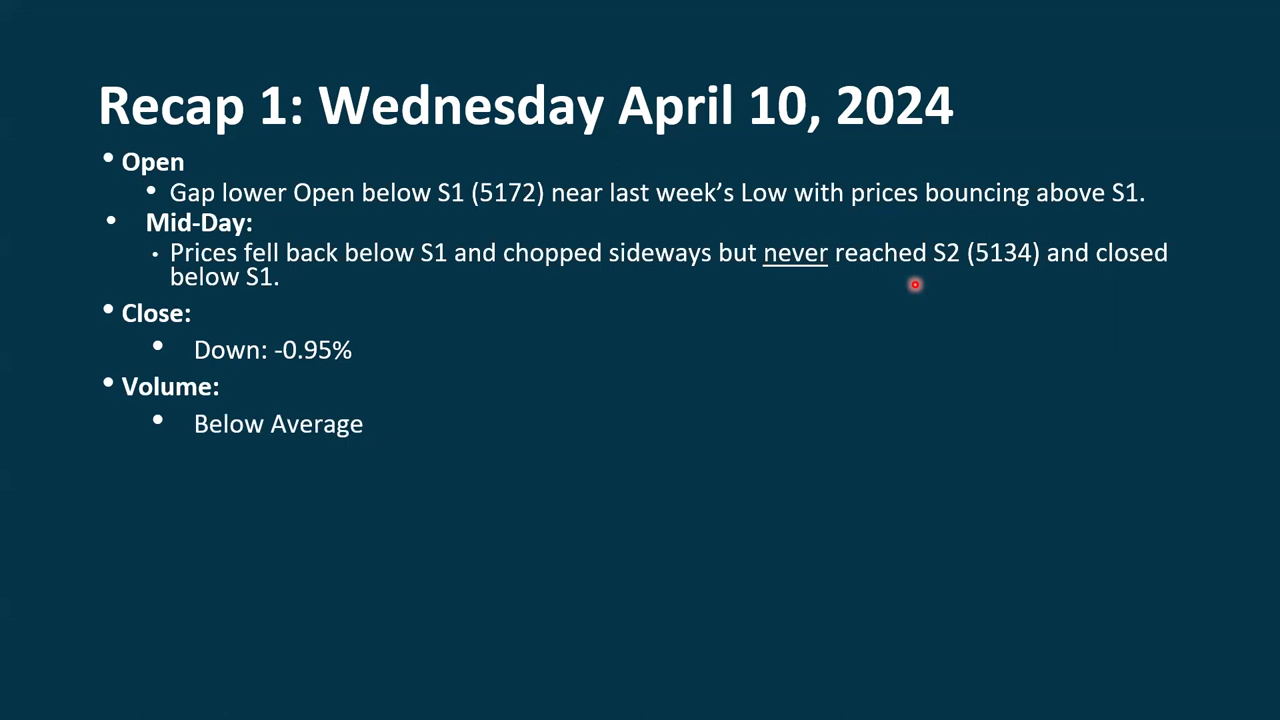 Recap 1: Wednesday April 10, 2024
• Open
• Gap lower Open below S1 (5172) near last week’s Low with prices bouncing above S1.
• Mid-Day:
• Prices fell back below S1 and chopped sideways but never reached S2 (5134) and closed
below S1.
• Close:
• Down: -0.95%
• Volume:
• Below Average